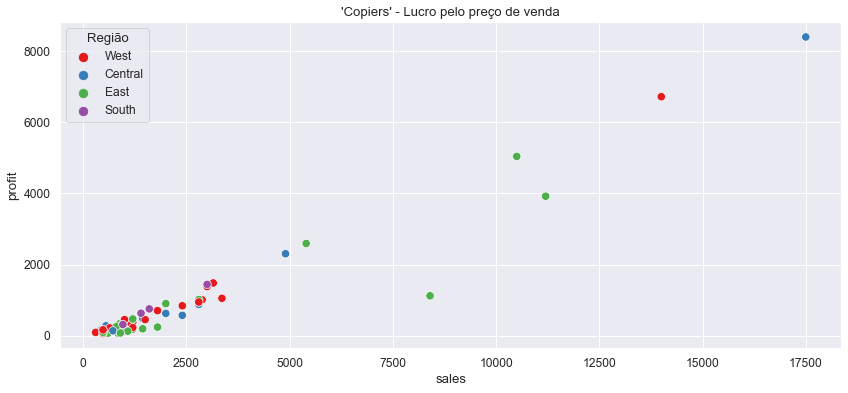 'Copiers' - Lucro pelo preço de venda
Região
West
Central
East
South
profit
8000
6000
4000
2000
0
0 2500 5000 7500 10000 12500 15000 17500
sales